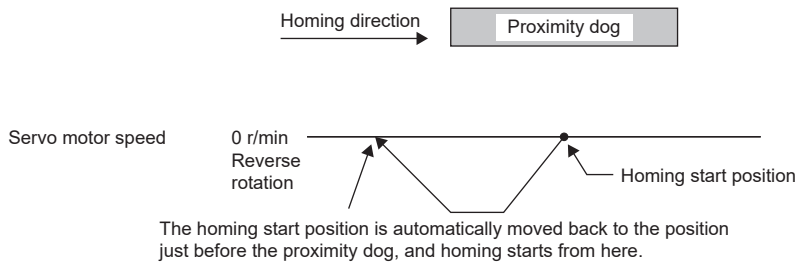 Homing direction
Proximity dog
Servo motor speed
0 r/min
Reverse
rotation
Homing start position
The homing start position is automatically moved back to the position
just before the proximity dog, and homing starts from here.